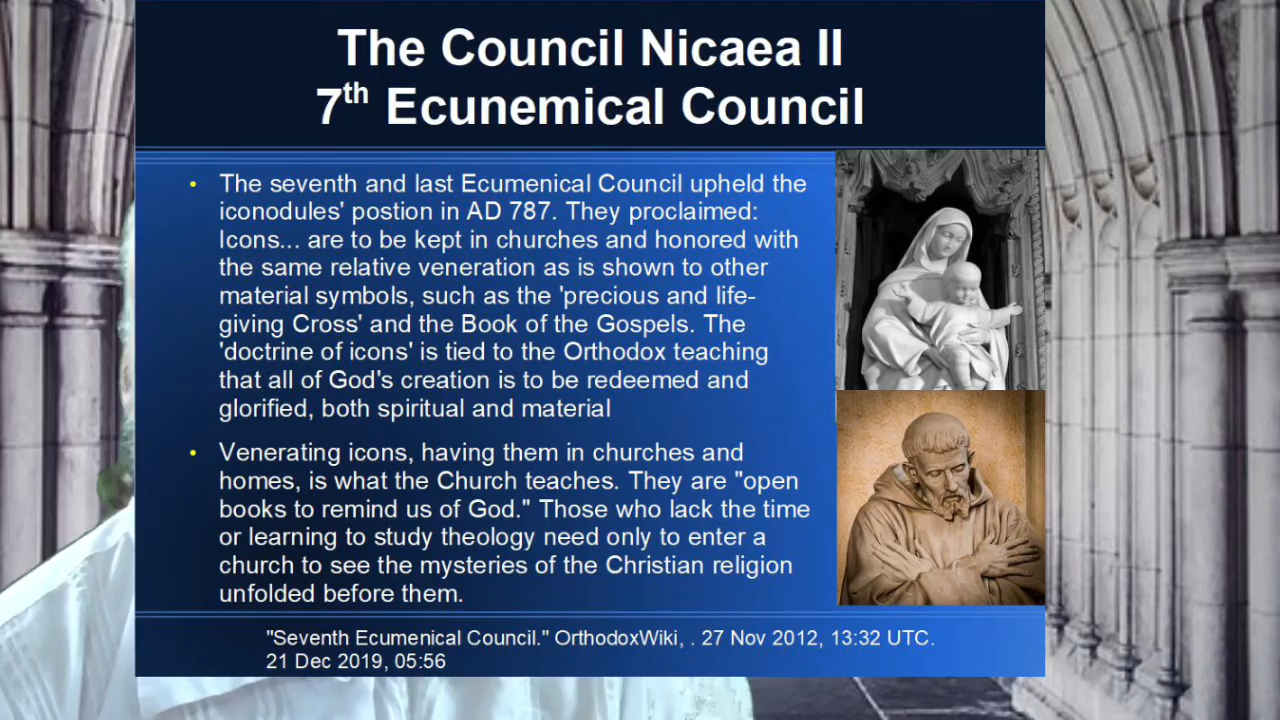 The Council Nicaea II
7th Ecunemical Council
• The seventh and last Ecumenical Council upheld the
iconodules' postion in AD 787. They proclaimed:
Icons... are to be kept in churches and honored with
the same relative veneration as is shown to other
material symbols, such as the 'precious and life-
giving Cross' and the Book of the Gospels. The
'doctrine of icons' is tied to the Orthodox teaching
that all of God's creation is to be redeemed and
glorified, both spiritual and material
• Venerating icons, having them in churches and
homes, is what the Church teaches. They are "open
books to remind us of God." Those who lack the time
or learning to study theology need only to enter a
church to see the mysteries of the Christian religion
unfolded before them.
"Seventh Ecumenical Council." OrthodoxWiki, . 27 Nov 2012, 13:32 UTC.
21 Dec 2019, 05:56